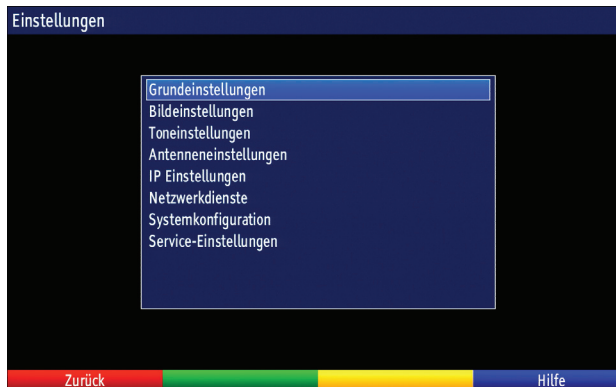 Einstellungen
Grundeinstellungen
Bildeinstellungen
Toneinstellungen
Antenneneinstellungen
IP Einstellungen
Netzwerkdienste
Systemkonfiguration
Service-Einstellungen
Zurück
Hilfe